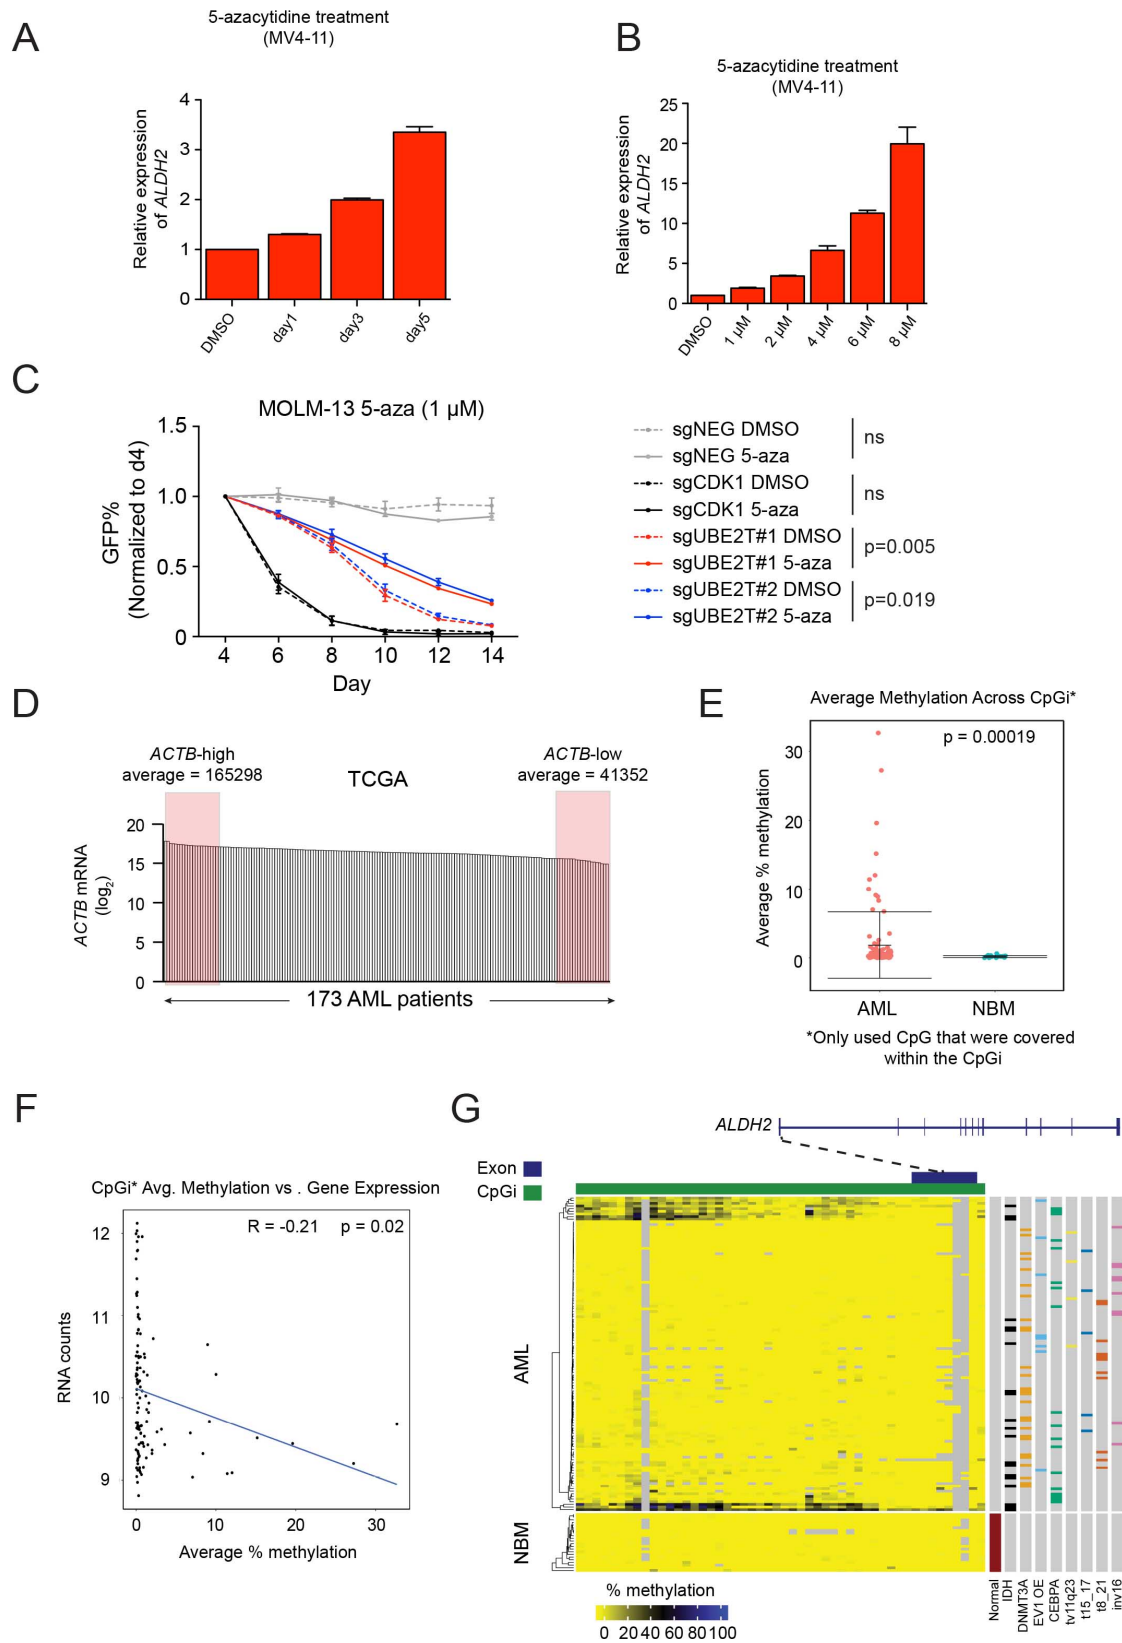 A
5-azacytidine treatment
(MV4-11)
Relative expression
of ALDH2
4
3
2
1
0
DMSO
day1
day3
day5
B
5-azacytidine treatment
(MV4-11)
Relative expression
of ALDH2
25
20
15
10
5
0
DMSO
1 µM
2 µM
4 µM
6 µM
8 µM
C
MOLM-13 5-aza (1 µM)
GFP%
(Normalized to d4)
1.5
1.0
0.5
0
4 6 8 10 12 14
Day
sgNEG DMSO
sgNEG 5-aza
ns
sgCDK1 DMSO
sgCDK1 5-aza
ns
sgUBE2T#1 DMSO
sgUBE2T#1 5-aza
p=0.005
sgUBE2T#2 DMSO
sgUBE2T#2 5-aza
p=0.019
D
ACTB-high
average = 165298
TCGA
ACTB-low
average = 41352
ACTB mRNA
(log2)
20
15
10
5
0
173 AML patients
E
Average Methylation Across CpGi*
p = 0.00019
Average % methylation
30
20
10
0
AML NBM
*Only used CpG that were covered
within the CpGi
F
CpGi* Avg. Methylation vs . Gene Expression
R = -0.21 p = 0.02
RNA counts
12
11
10
9
0 10 20 30
Average % methylation
G
ALDH2
Exon
CpGi
AML
NBM
% methylation
0 20 40 60 80 100
Normal
IDH
DNMT3A
EV1 OE
CEBPA
tv11q23
t15_17
t8_21
inv16